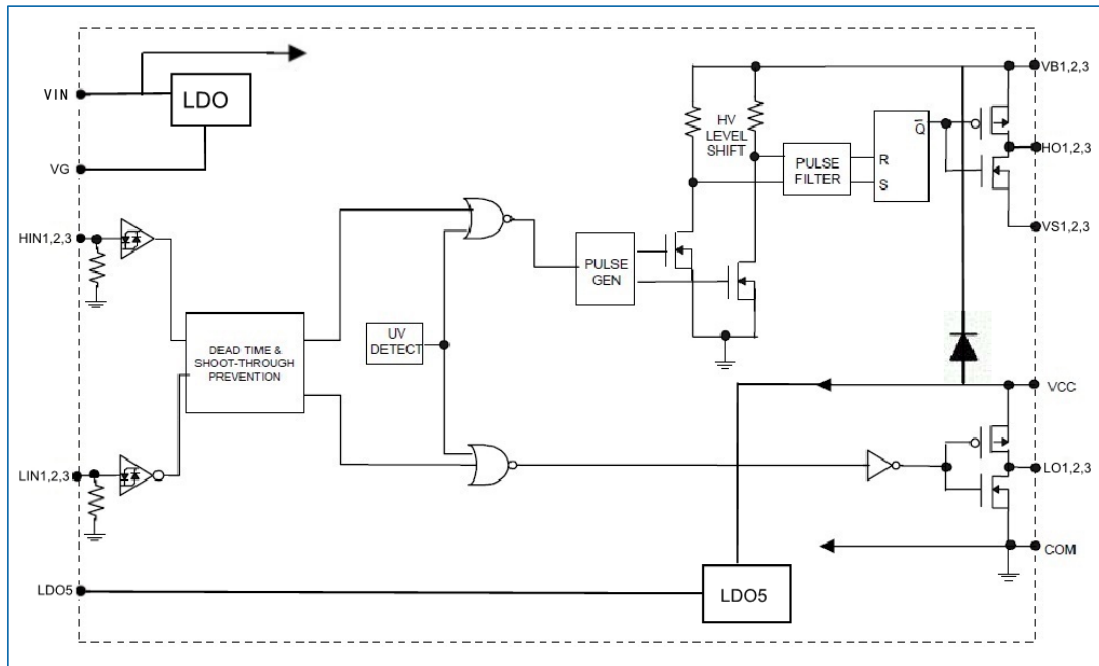 VIN
LDO
VG
HIN1,2,3
LIN1,2,3
LDO5
DEAD TIME &
SHOOT-THROUGH
PREVENTION
UV
DETECT
PULSE
GEN
HV
LEVEL
SHIFT
PULSE
FILTER
R
S
Q̅
VB1,2,3
HO1,2,3
VS1,2,3
VCC
LO1,2,3
COM
LDO5